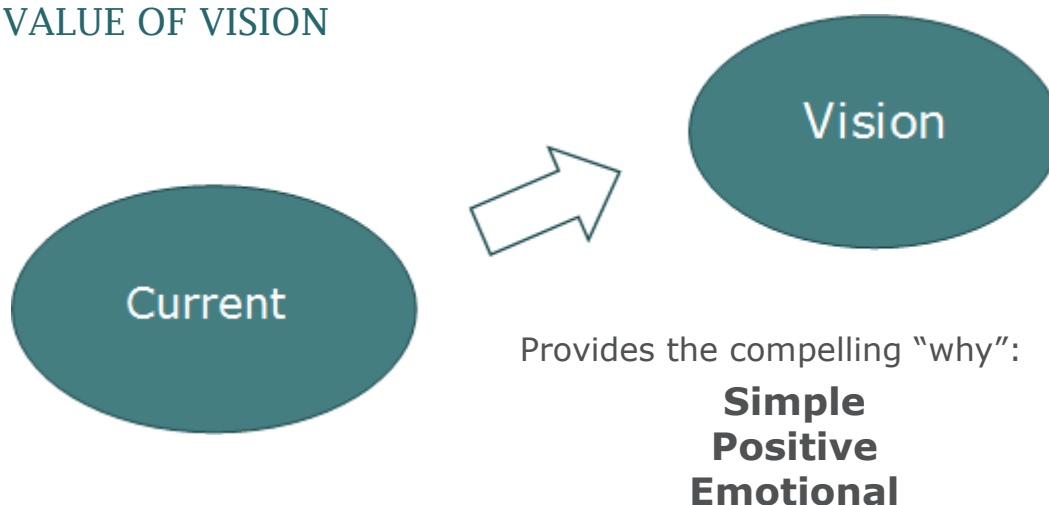 VALUE OF VISION
Vision
Current
Provides the compelling “why”:
Simple
Positive
Emotional